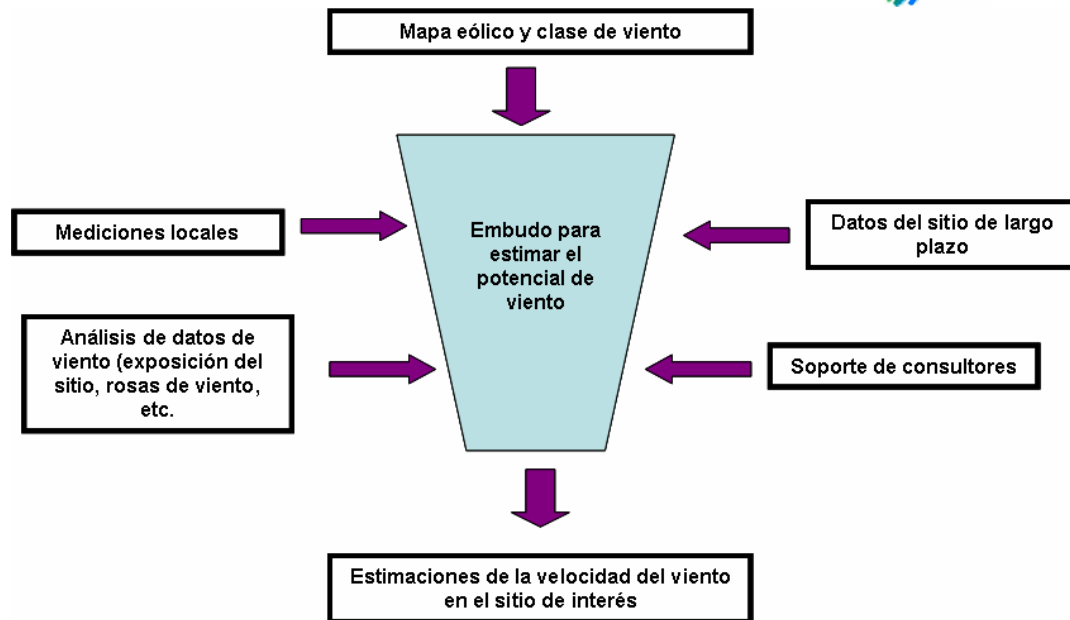 Mapa eólico y clase de viento
Mediciones locales
Embudo para
estimar el
potencial de
viento
Datos del sitio de largo
plazo
Análisis de datos de
viento (exposición del
sitio, rosas de viento,
etc.
Soporte de consultores
Estimaciones de la velocidad del viento
en el sitio de interés